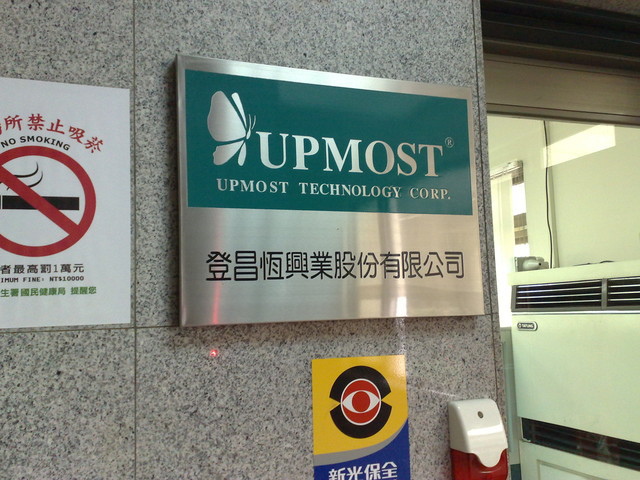 所禁止吸菸
NO SMOKING
者最高罰1萬元
IMUM FINE: NT$10000
生署國民健康局 提醒您
UPMOST®
UPMOST TECHNOLOGY CORP.
登昌恆興業股份有限公司
新光保全